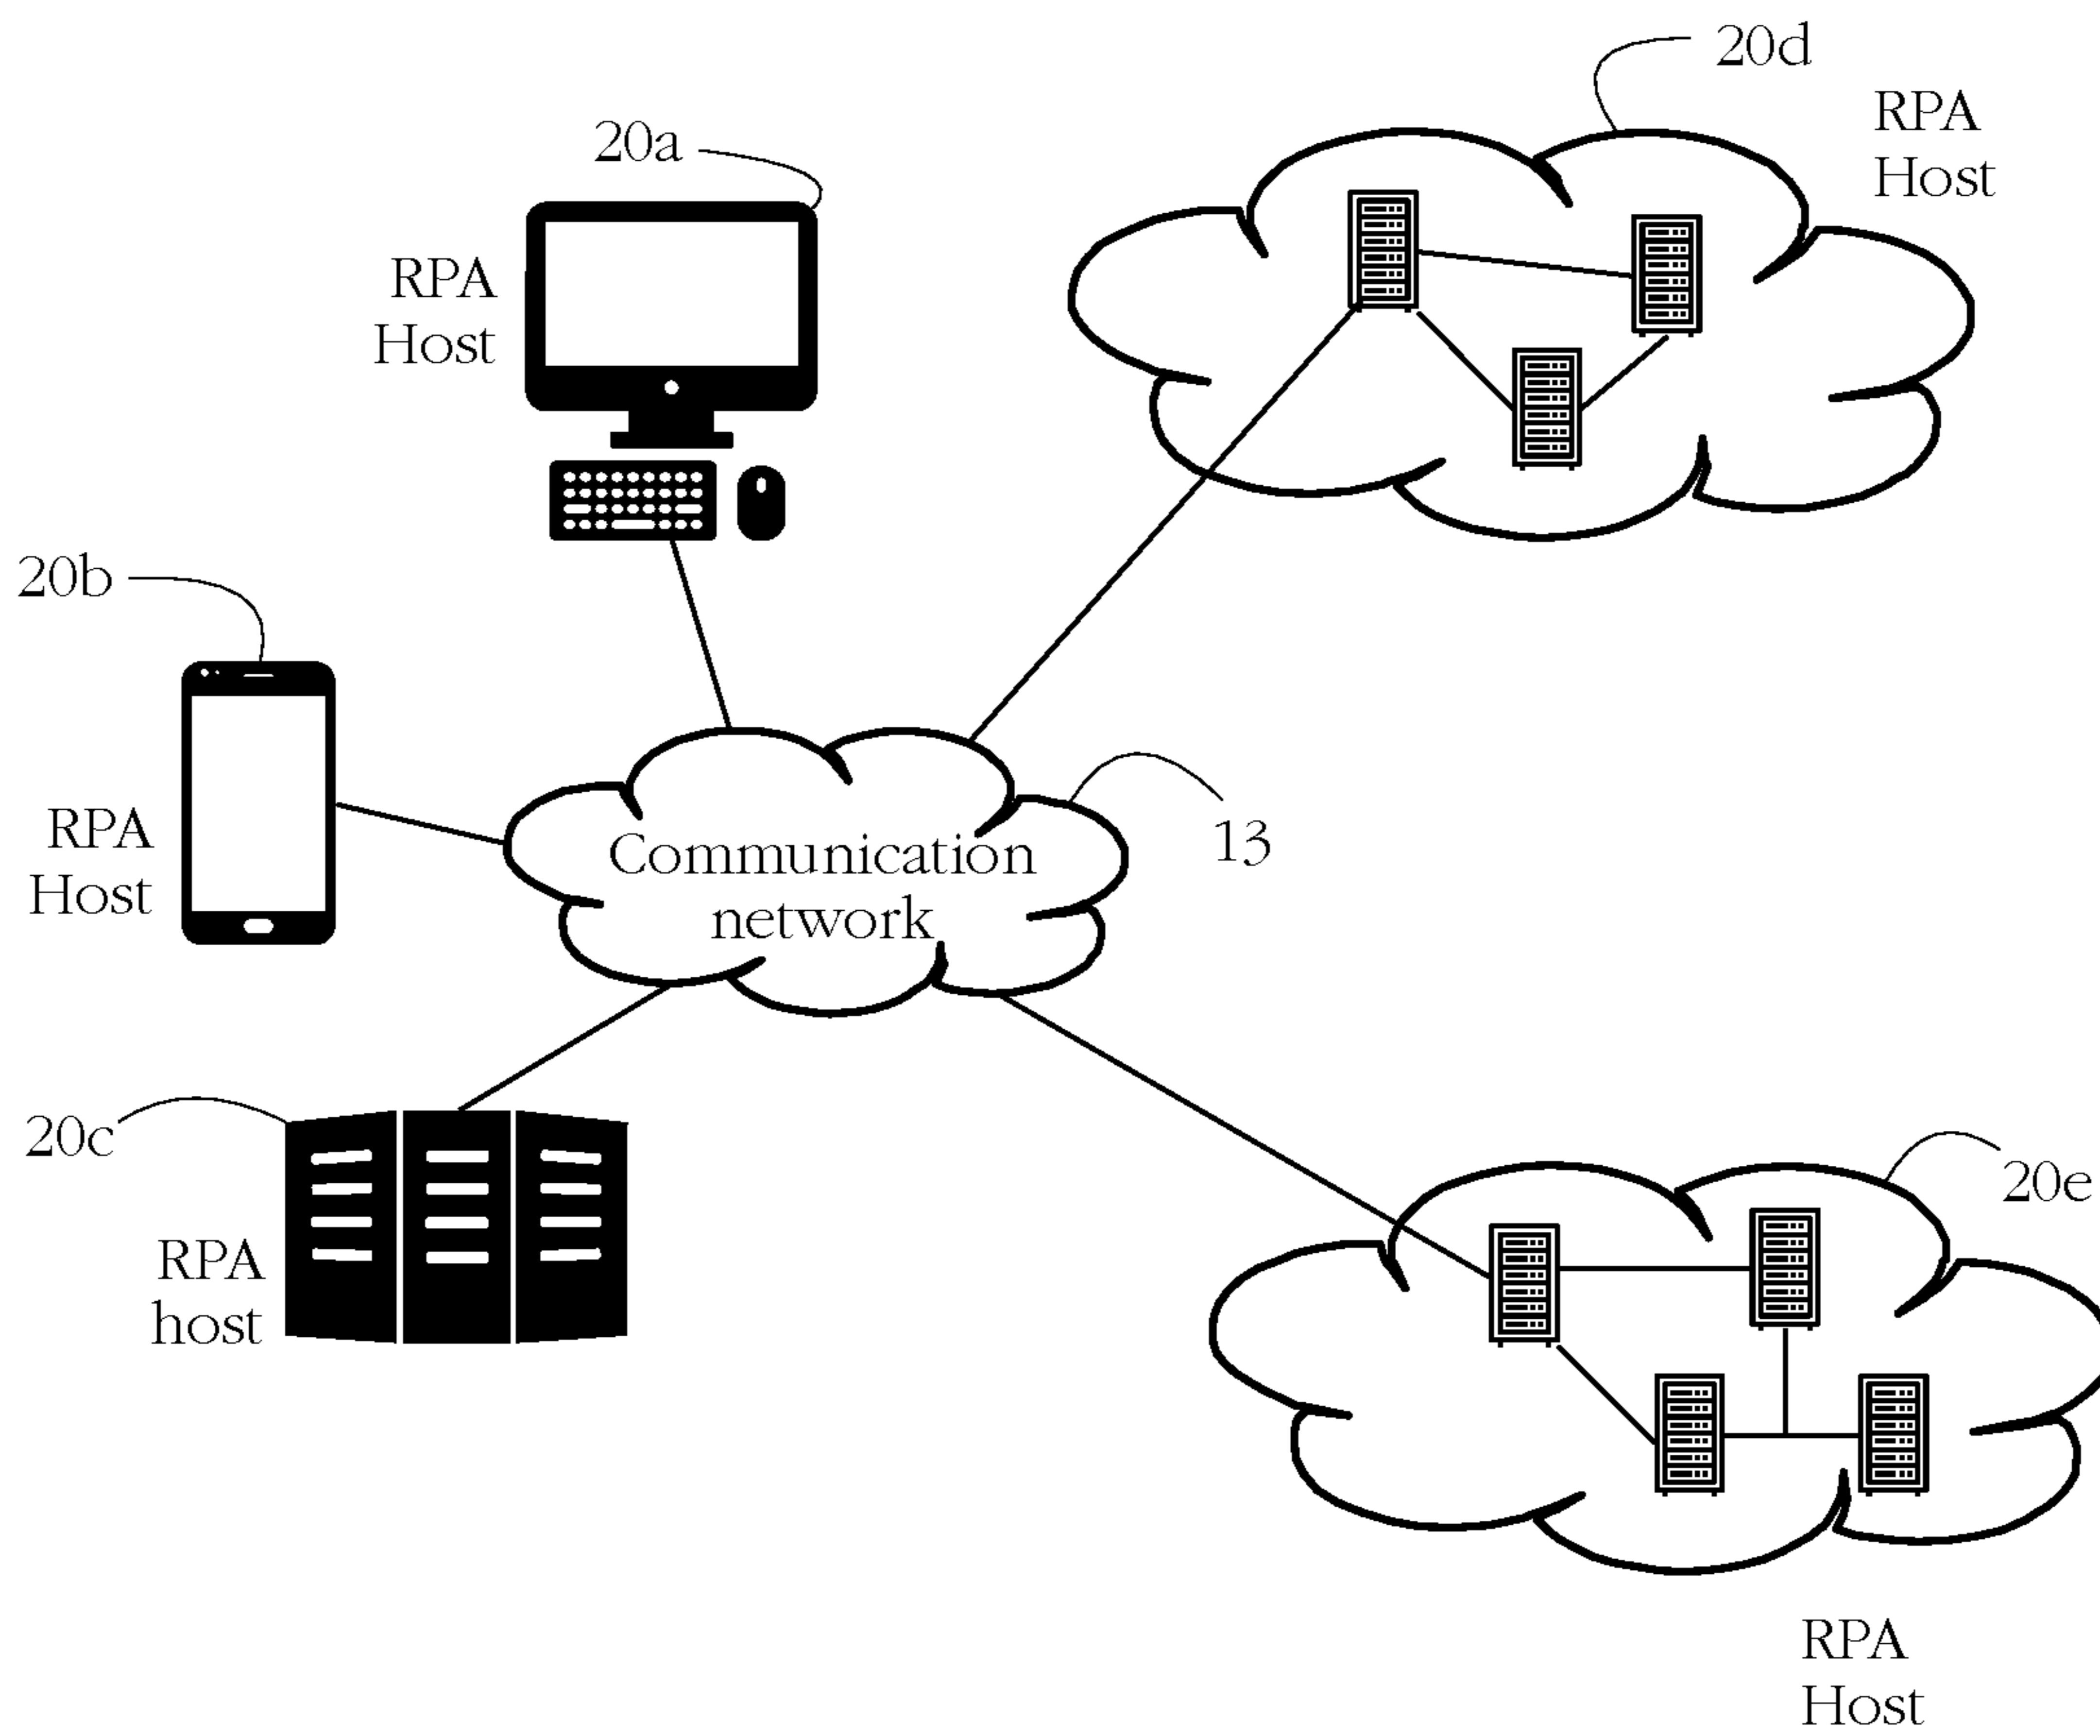 20d
RPA
Host
20a
RPA
Host
20b
RPA
Host
Communication
network
13
20c
RPA
host
20e
RPA
Host